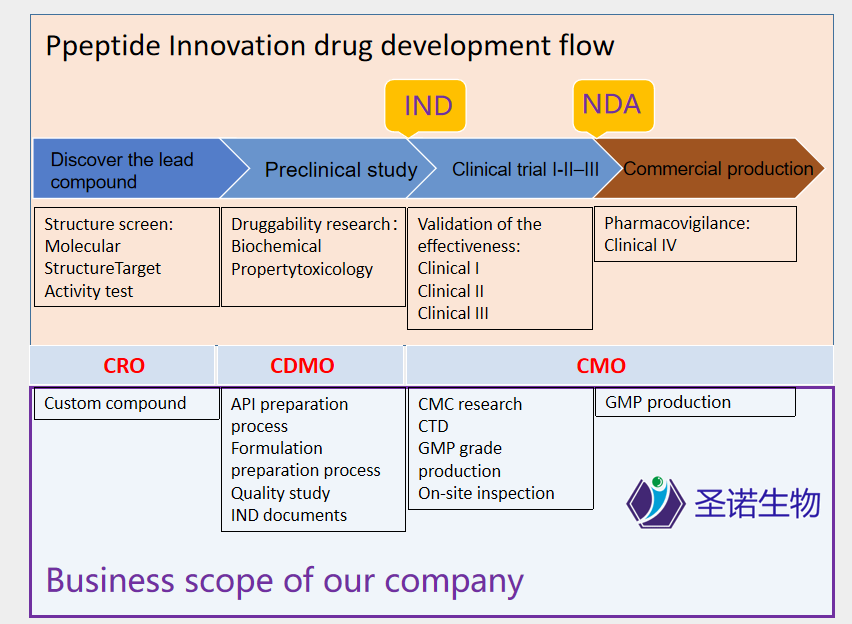 Ppeptide Innovation drug development flow
IND
NDA
Discover the lead
compound
Preclinical study
Clinical trial I-II–III
Commercial production
Structure screen:
Molecular
StructureTarget
Activity test
Druggability research：
Biochemical
Propertytoxicology
Validation of the
effectiveness:
Clinical I
Clinical II
Clinical III
Pharmacovigilance:
Clinical IV
CRO
CDMO
CMO
Custom compound
API preparation
process
Formulation
preparation process
Quality study
IND documents
CMC research
CTD
GMP grade
production
On-site inspection
GMP production
圣诺生物
Business scope of our company